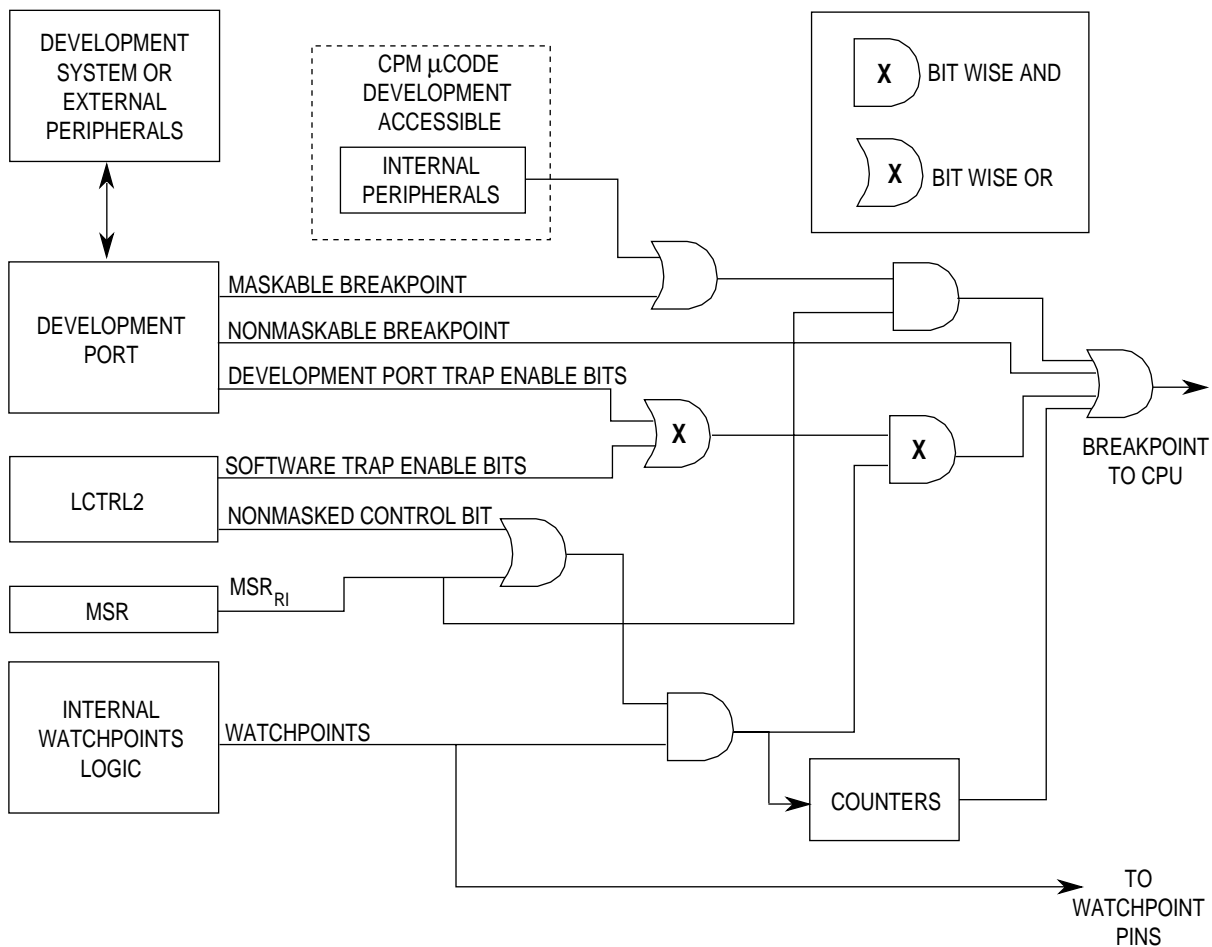 DEVELOPMENT
SYSTEM OR
EXTERNAL
PERIPHERALS
CPM μCODE
DEVELOPMENT
ACCESSIBLE
INTERNAL
PERIPHERALS
X BIT WISE AND
X BIT WISE OR
DEVELOPMENT
PORT
MASKABLE BREAKPOINT
NONMASKABLE BREAKPOINT
DEVELOPMENT PORT TRAP ENABLE BITS
X
X
BREAKPOINT
TO CPU
LCTRL2
SOFTWARE TRAP ENABLE BITS
NONMASKED CONTROL BIT
MSR
MSRRI
INTERNAL
WATCHPOINTS
LOGIC
WATCHPOINTS
COUNTERS
TO
WATCHPOINT
PINS